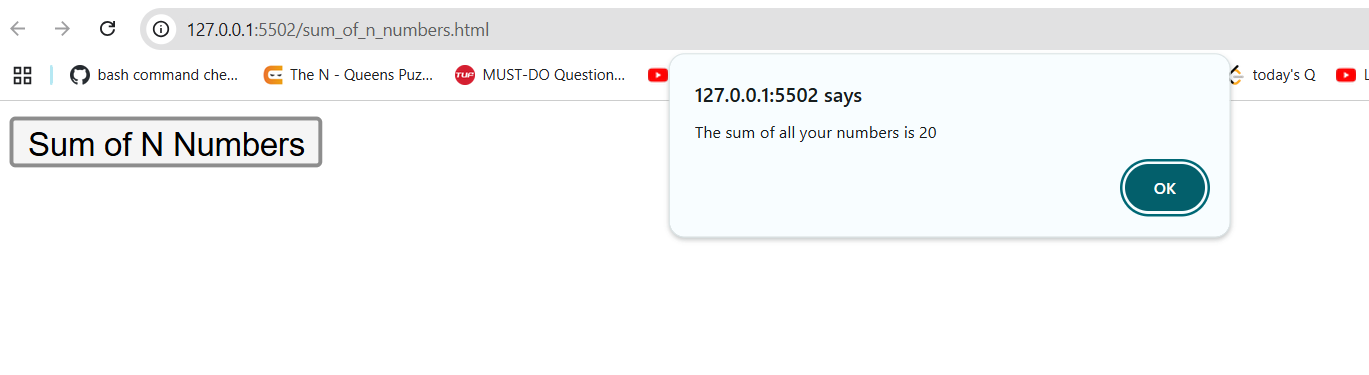 127.0.0.1:5502/sum_of_n_numbers.html
bash command che... The N - Queens Puz... TUF MUST-DO Question... today's Q L
127.0.0.1:5502 says
The sum of all your numbers is 20
OK
Sum of N Numbers